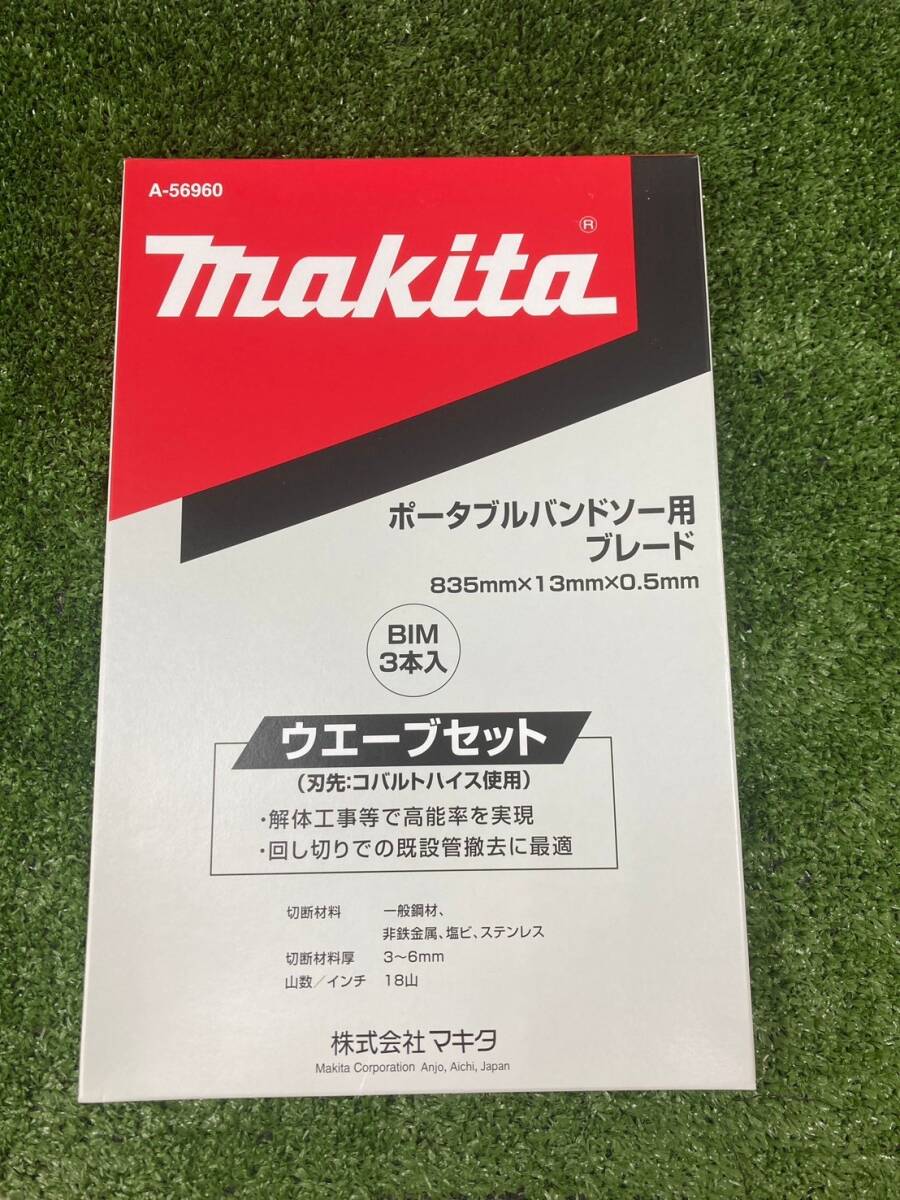 A-56960
makita®
ポータブルバンドソー用
ブレード
835mm×13mm×0.5mm
BIM
3本入
ウエーブセット
(刃先:コバルトハイス使用)
・解体工事等で高能率を実現
・回し切りでの既設管撤去に最適
切断材料 一般鋼材、
非鉄金属、塩ビ、ステンレス
切断材料厚 3〜6mm
山数/インチ 18山
株式会社マキタ
Makita Corporation Anjo, Aichi, Japan